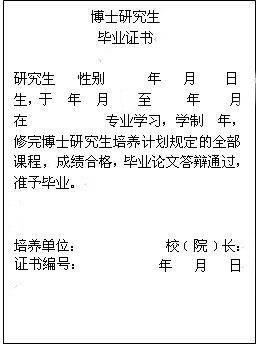 博士研究生
毕业证书
研究生 性别 年 月 日
生，于 年 月 至 年 月
在 专业学习，学制 年，
修完博士研究生培养计划规定的全部
课程，成绩合格，毕业论文答辩通过，
准予毕业。
培养单位： 校（院）长：
证书编号： 年 月 日